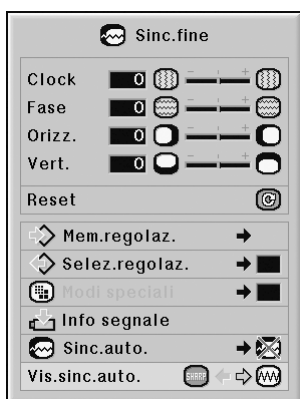 Sinc.fine
Clock 0 - +
Fase 0 - +
Orizz. 0 - +
Vert. 0 - +
Reset
Mem.regolaz.
Selez.regolaz.
Modi speciali
Info segnale
Sinc.auto.
Vis.sinc.auto. SHARP